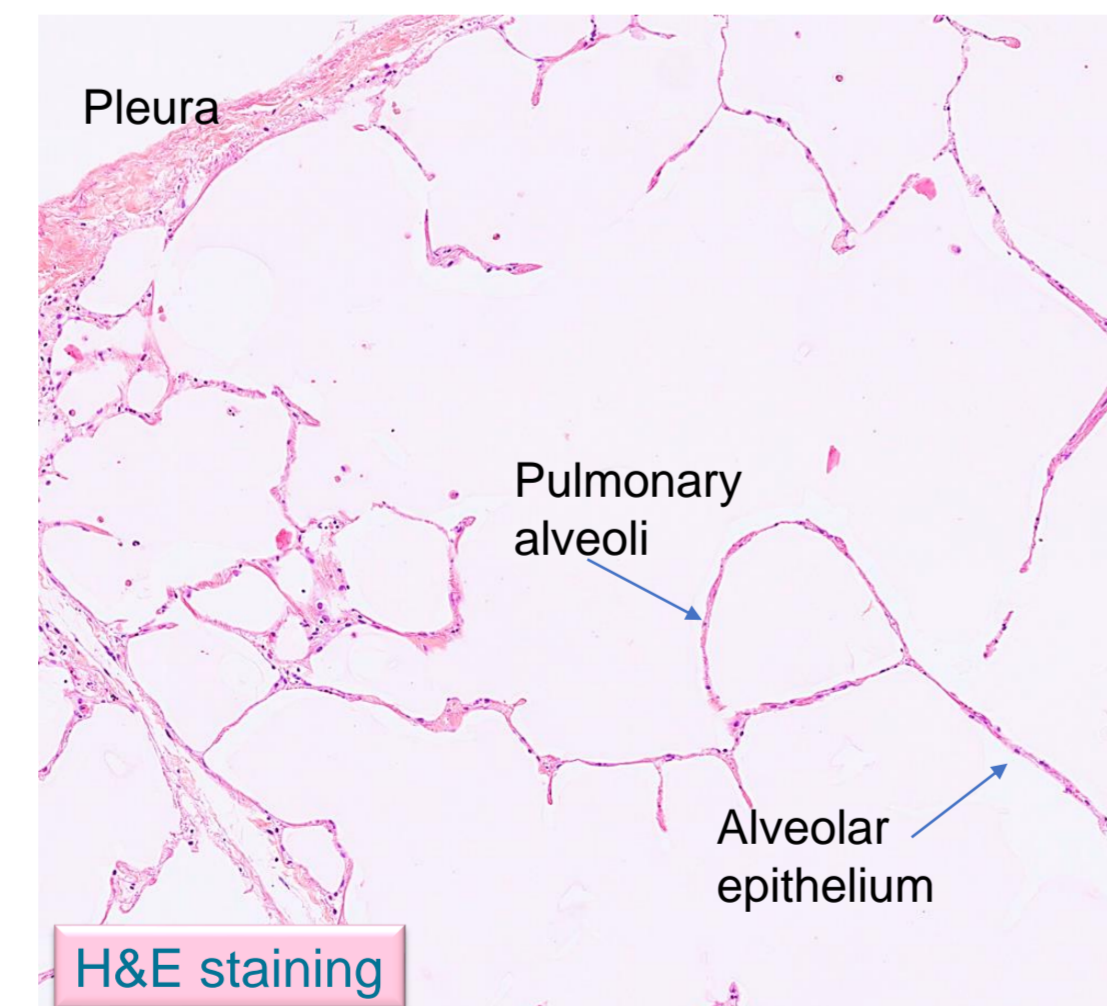 Pleura
Pulmonary
alveoli
Alveolar
epithelium
H&E staining